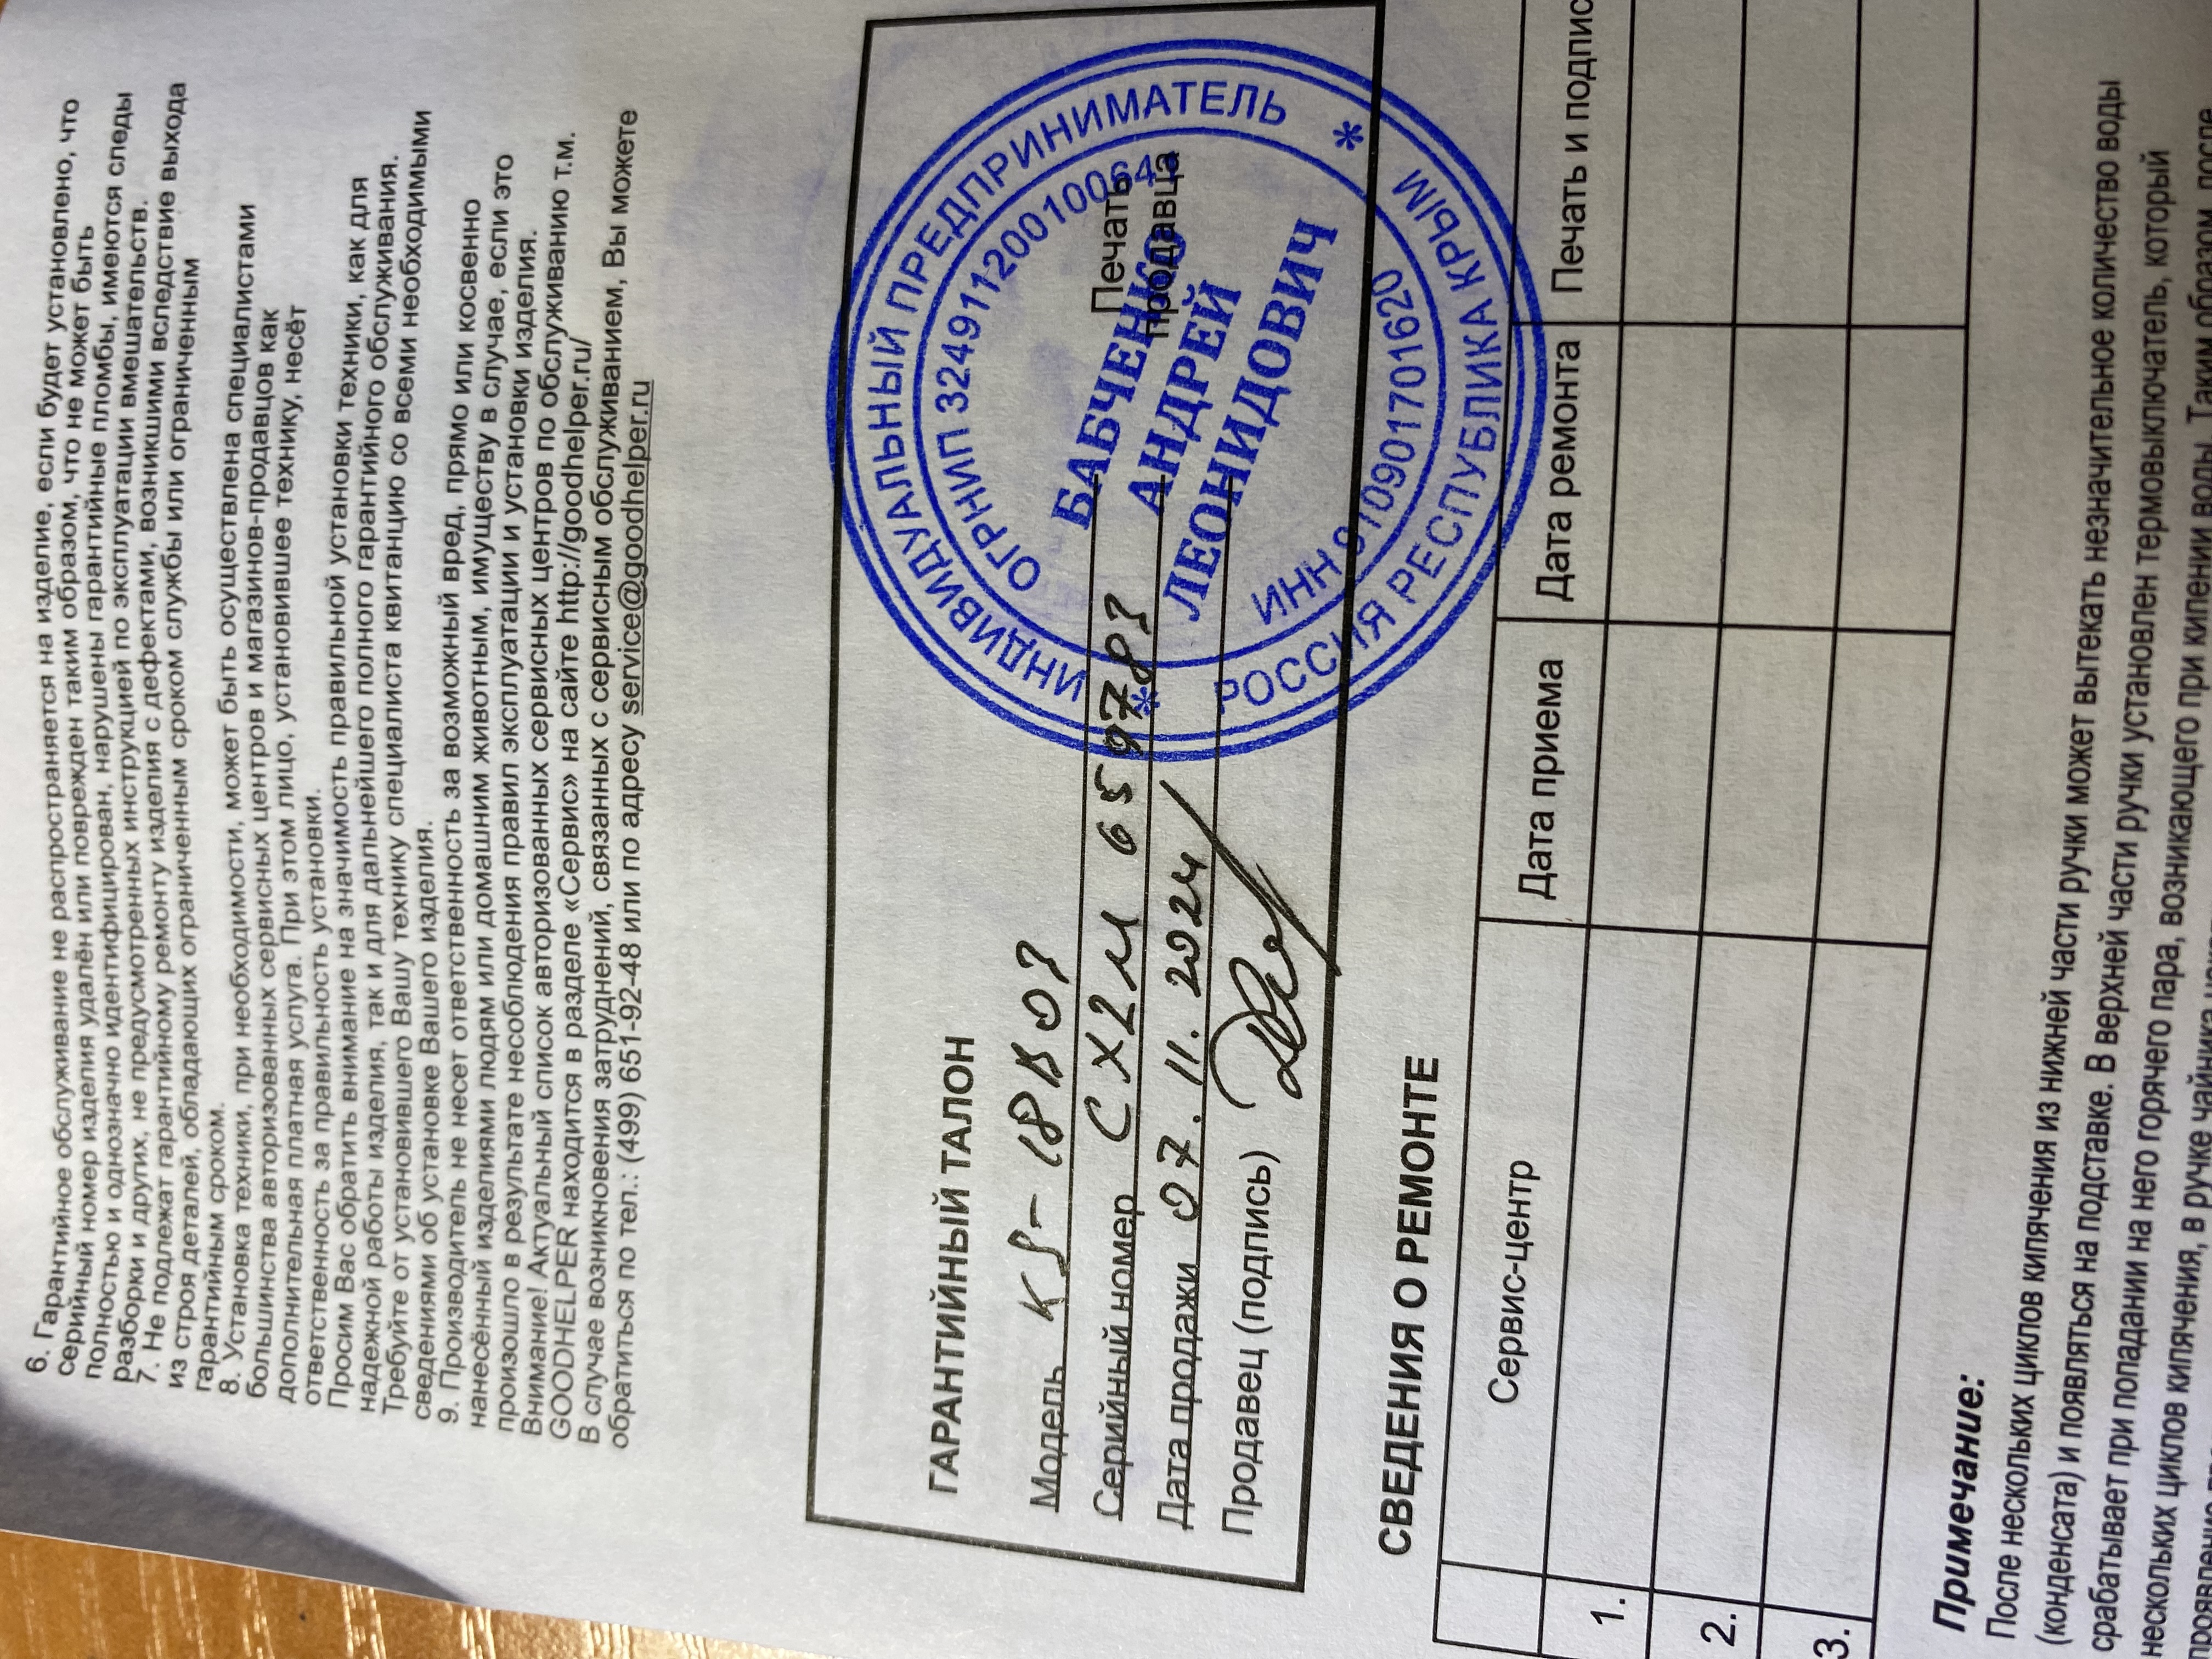 6. Гарантийное обслуживание не распространяется на изделие, если будет установлено, что
серийный номер изделия удалён или поврежден таким образом, что не может быть
полностью и однозначно идентифицирован, нарушены гарантийные пломбы, имеются следы
разборки и других, не предусмотренных инструкцией по эксплуатации вмешательств.
7. Не подлежат гарантийному ремонту изделия с дефектами, возникшими вследствие выхода
из строя деталей, обладающих ограниченным сроком службы или ограниченным
гарантийным сроком.
8. Установка техники, при необходимости, может быть осуществлена специалистами
большинства авторизованных сервисных центров и магазинов-продавцов как
дополнительная платная услуга. При этом лицо, установившее технику, несёт
ответственность за правильность установки.
Просим Вас обратить внимание на значимость правильной установки техники, как для
надежной работы изделия, так и для дальнейшего полного гарантийного обслуживания.
Требуйте от установившего Вашу технику специалиста квитанцию со всеми необходимыми
сведениями об установке Вашего изделия.
9. Производитель не несет ответственность за возможный вред, прямо или косвенно
нанесённый изделиями людям или домашним животным, имуществу в случае, если это
произошло в результате несоблюдения правил эксплуатации и установки изделия.
Внимание! Актуальный список авторизованных сервисных центров по обслуживанию т.м.
GOODHELPER находится в разделе «Сервис» на сайте http://goodhelper.ru/
В случае возникновения затруднений, связанных с сервисным обслуживанием, Вы можете
обратиться по тел.: (499) 651-92-48 или по адресу service@goodhelper.ru
ГАРАНТИЙНЫЙ ТАЛОН
Модель KS-18B03
Серийный номер
Дата продажи 07.11.2024
Продавец (подпись)
Печать
продавца
ИНДИВИДУАЛЬНЫЙ ПРЕДПРИНИМАТЕЛЬ
ОГРНИП
БАБЧЕНКО
АНДРЕЙ
ЛЕОНИДОВИЧ
ИНН 910901701620
РОССИЯ РЕСПУБЛИКА КРЫМ
СВЕДЕНИЯ О РЕМОНТЕ
Сервис-центр Дата приема Дата ремонта Печать и подпис
1.
2.
3.
Примечание:
После нескольких циклов кипячения из нижней части ручки может вытекать незначительное количество воды
(конденсата) и появляться на подставке. В верхней части ручки установлен термовыключатель, который
срабатывает при попадании на него горячего пара, возникающего при кипении воды. Таким образом после
нескольких циклов кипячения, в ручке чайника